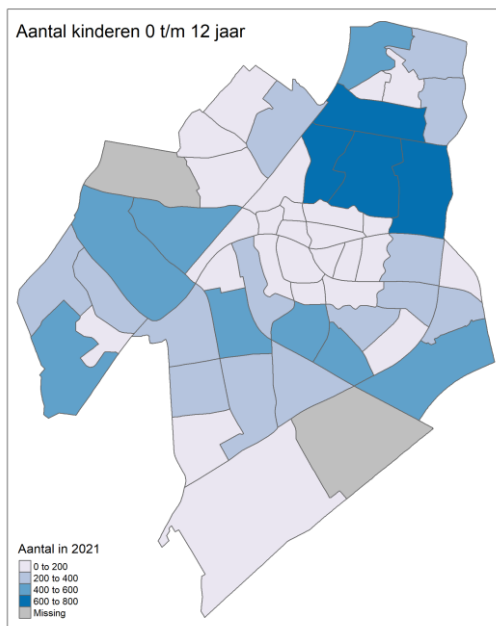 Aantal kinderen 0 t/m 12 jaar
Aantal in 2021
0 to 200
200 to 400
400 to 600
600 to 800
Missing